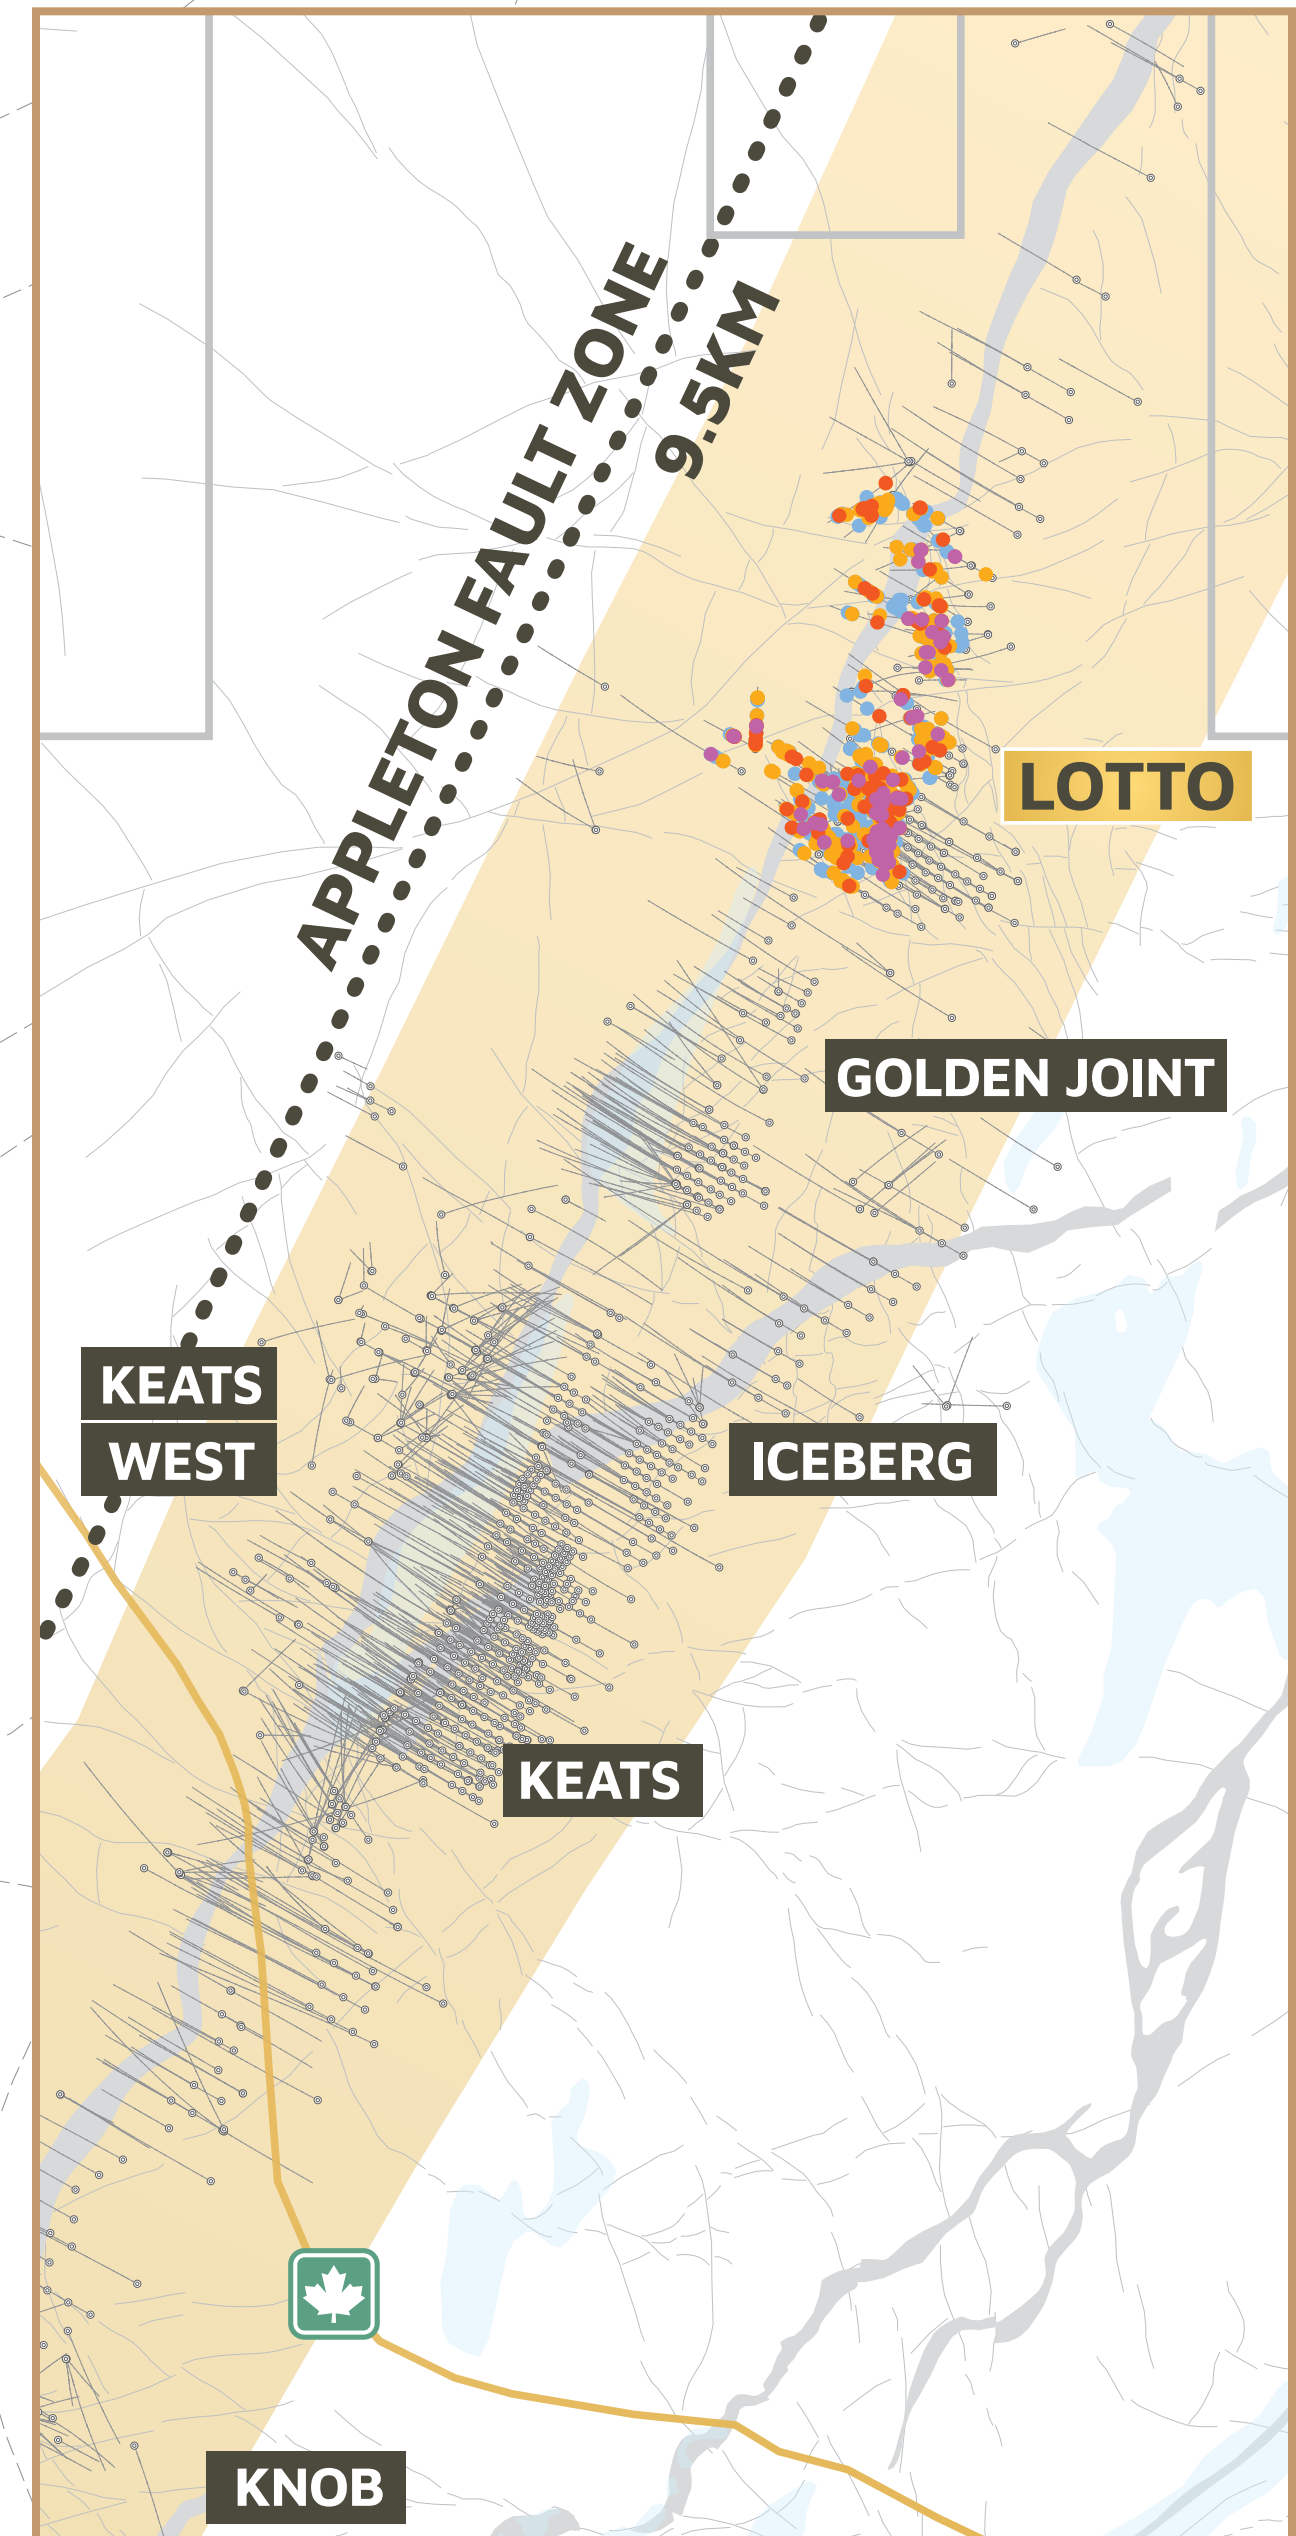 APPLETON FAULT ZONE
9.5KM
LOTTO
GOLDEN JOINT
KEATS
WEST
ICEBERG
KEATS
KNOB